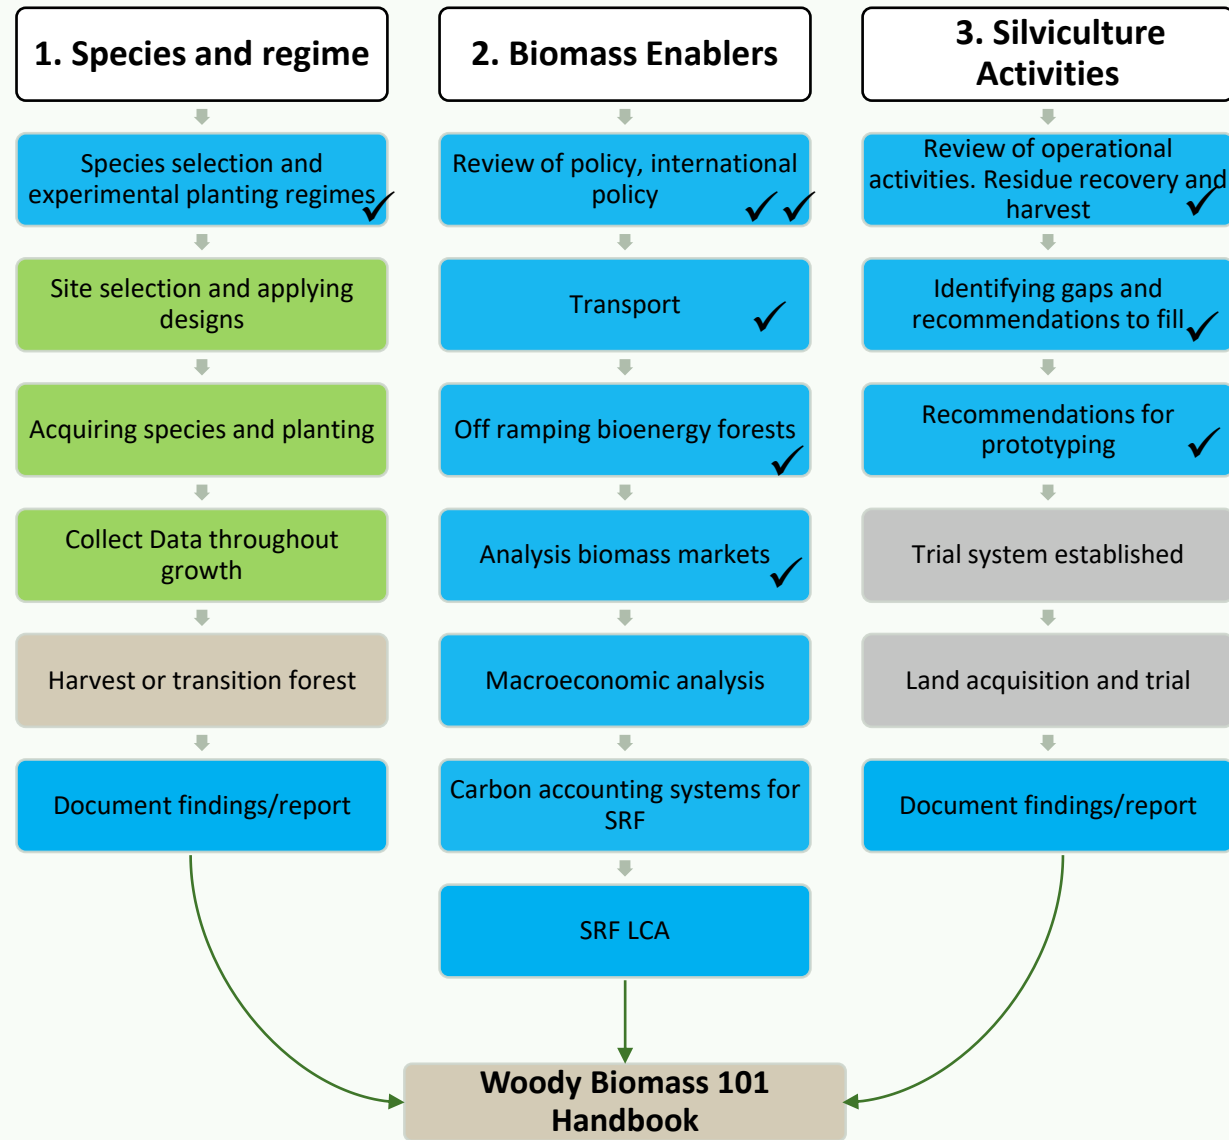 1. Species and regime
Species selection and
experimental planting regimes
Site selection and applying
designs
Acquiring species and planting
Collect Data throughout
growth
Harvest or transition forest
Document findings/report
2. Biomass Enablers
Review of policy, international
policy
Transport
Off ramping bioenergy forests
Analysis biomass markets
Macroeconomic analysis
Carbon accounting systems for
SRF
SRF LCA
3. Silviculture
Activities
Review of operational
activities. Residue recovery and
harvest
Identifying gaps and
recommendations to fill
Recommendations for
prototyping
Trial system established
Land acquisition and trial
Document findings/report
Woody Biomass 101
Handbook